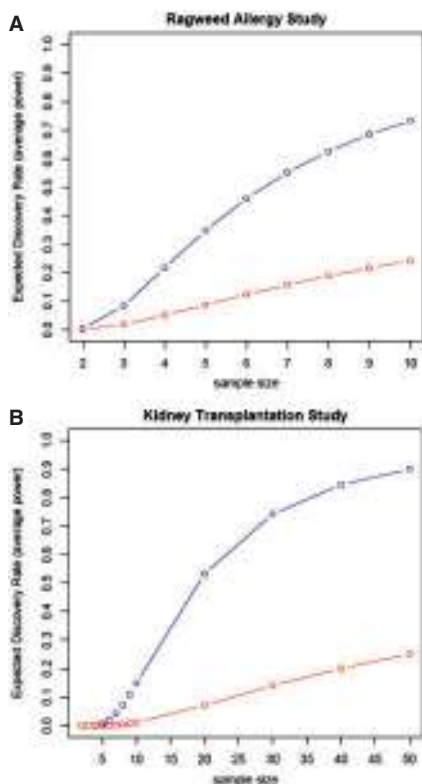 A
Ragweed Allergy Study
Expected Discovery Rate (average power)
1.0
0.9
0.8
0.7
0.6
0.5
0.4
0.3
0.2
0.1
0.0
2 3 4 5 6 7 8 9 10
sample size
B
Kidney Transplantation Study
Expected Discovery Rate (average power)
1.0
0.9
0.8
0.7
0.6
0.5
0.4
0.3
0.2
0.1
0.0
5 10 15 20 25 30 35 40 45 50
sample size